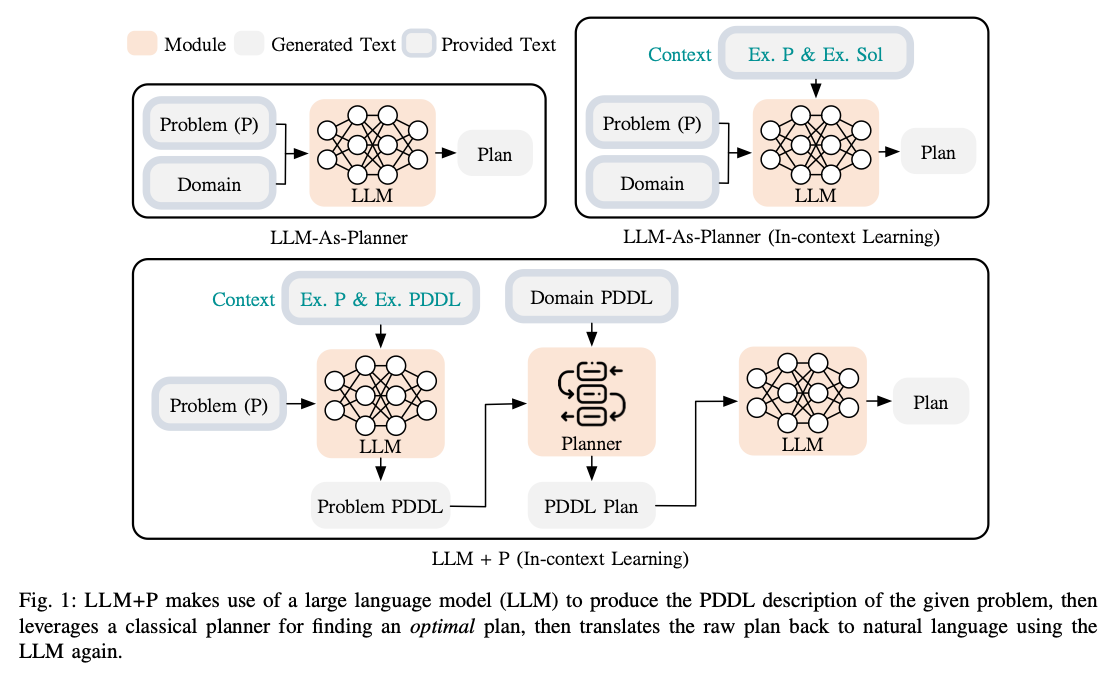 Module Generated Text Provided Text
Context Ex. P & Ex. Sol
Problem (P)
Domain
LLM
Plan
LLM-As-Planner
Problem (P)
Domain
LLM
Plan
LLM-As-Planner (In-context Learning)
Context Ex. P & Ex. PDDL
Domain PDDL
Problem (P)
LLM
Planner
LLM
Plan
Problem PDDL
PDDL Plan
LLM + P (In-context Learning)
Fig. 1: LLM+P makes use of a large language model (LLM) to produce the PDDL description of the given problem, then
leverages a classical planner for finding an optimal plan, then translates the raw plan back to natural language using the
LLM again.